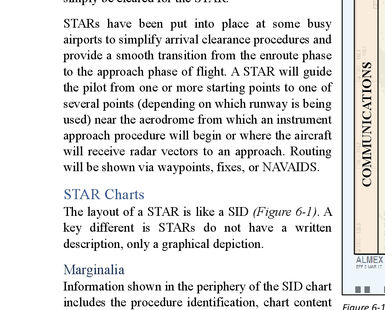 simply be cleared for the STAR.
STARs have been put into place at some busy
airports to simplify arrival clearance procedures and
provide a smooth transition from the enroute phase
to the approach phase of flight. A STAR will guide
the pilot from one or more starting points to one of
several points (depending on which runway is being
used) near the aerodrome from which an instrument
approach procedure will begin or where the aircraft
will receive radar vectors to an approach. Routing
will be shown via waypoints, fixes, or NAVAIDS.
STAR Charts
The layout of a STAR is like a SID (Figure 6-1). A
key different is STARs do not have a written
description, only a graphical depiction.
Marginalia
Information shown in the periphery of the SID chart
includes the procedure identification, chart content
COMMUNICATIONS
ALMEX
Figure 6-1